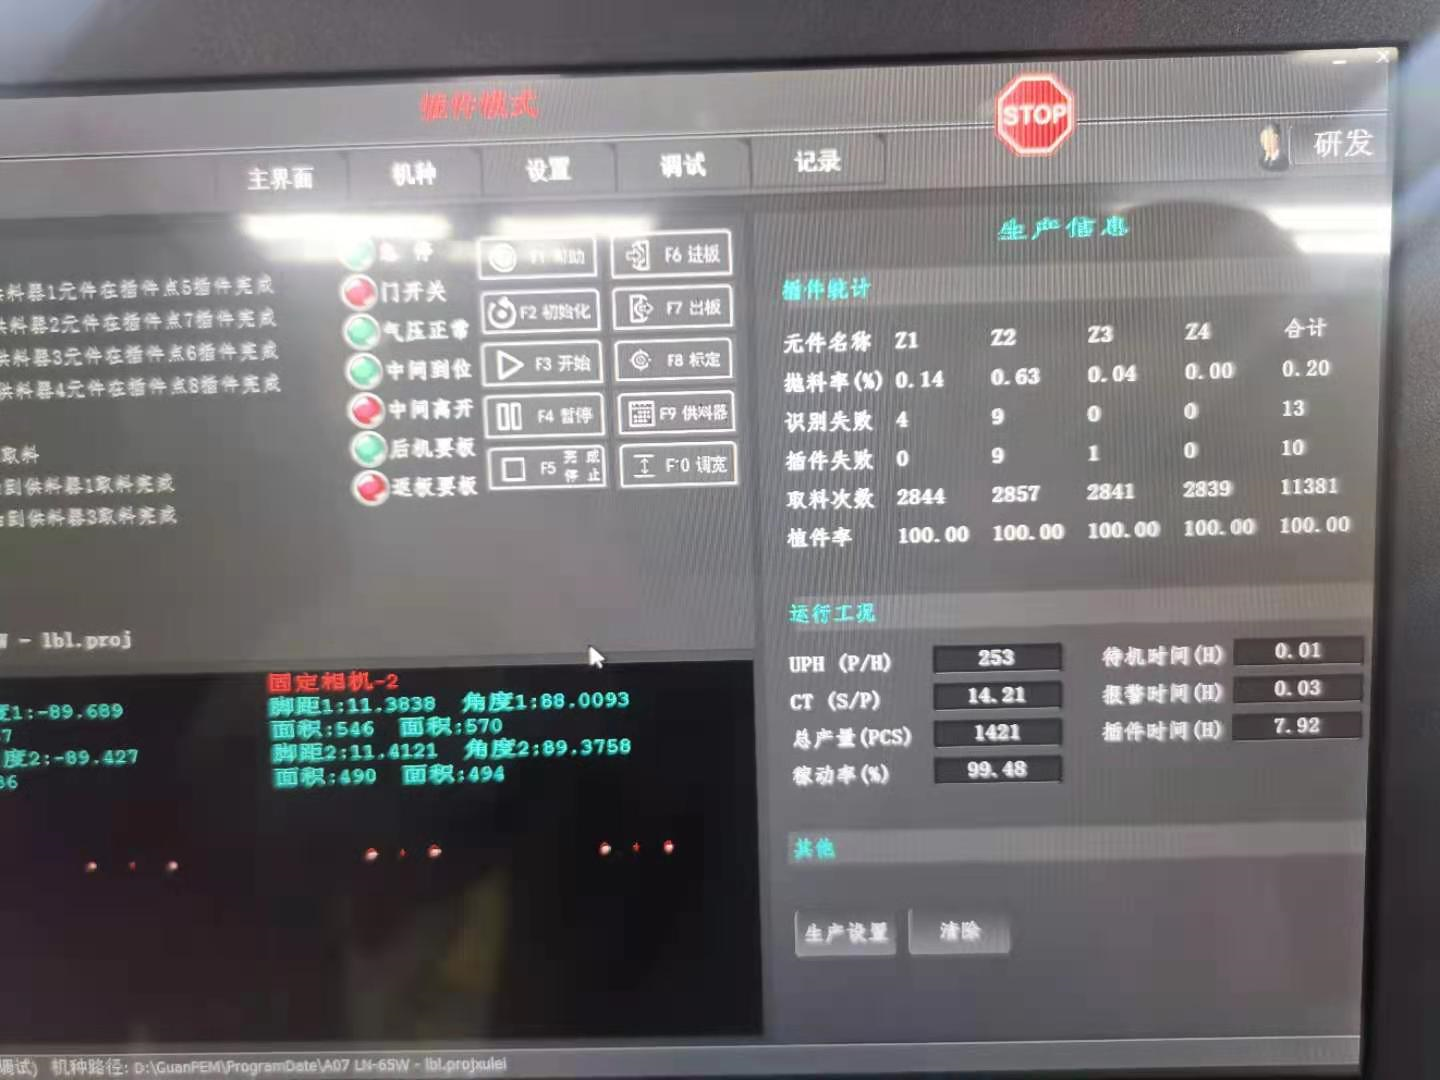 插件模式
STOP
研发
主界面 机种 设置 调试 记录
料器1元件在插件点5插件完成
料器2元件在插件点7插件完成
供料器3元件在插件点6插件完成
供料器4元件在插件点8插件完成
取料
到供料器1取料完成
到供料器3取料完成
急 停
门开关
气压正常
中间到位
中间离开
后机要板
返板要板
F1 帮助
F2 初始化
F3 开始
F4 暂停
F5 完成停止
F6 进板
F7 出板
F8 标定
F9 供料器
F10 调宽
W - lbl.proj
生产信息
插件统计
元件名称 Z1 Z2 Z3 Z4 合计
抛料率(%) 0.14 0.63 0.04 0.00 0.20
识别失败 4 9 0 0 13
插件失败 0 9 1 0 10
取料次数 2844 2857 2841 2839 11381
植件率 100.00 100.00 100.00 100.00 100.00
运行工况
UPH (P/H) 253 待机时间(H) 0.01
CT (S/P) 14.21 报警时间(H) 0.03
总产量(PCS) 1421 插件时间(H) 7.92
稼动率(%) 99.48
其他
生产设置 清除
度1:-89.689
7
度2:-89.427
36
固定相机-2
脚距1:11.3838 角度1:88.0093
面积:546 面积:570
脚距2:11.4121 角度2:89.3758
面积:490 面积:494
调试) 机种路径: D:\GuanPEM\ProgramDate\A07 LN-65W - lbl.projxulei